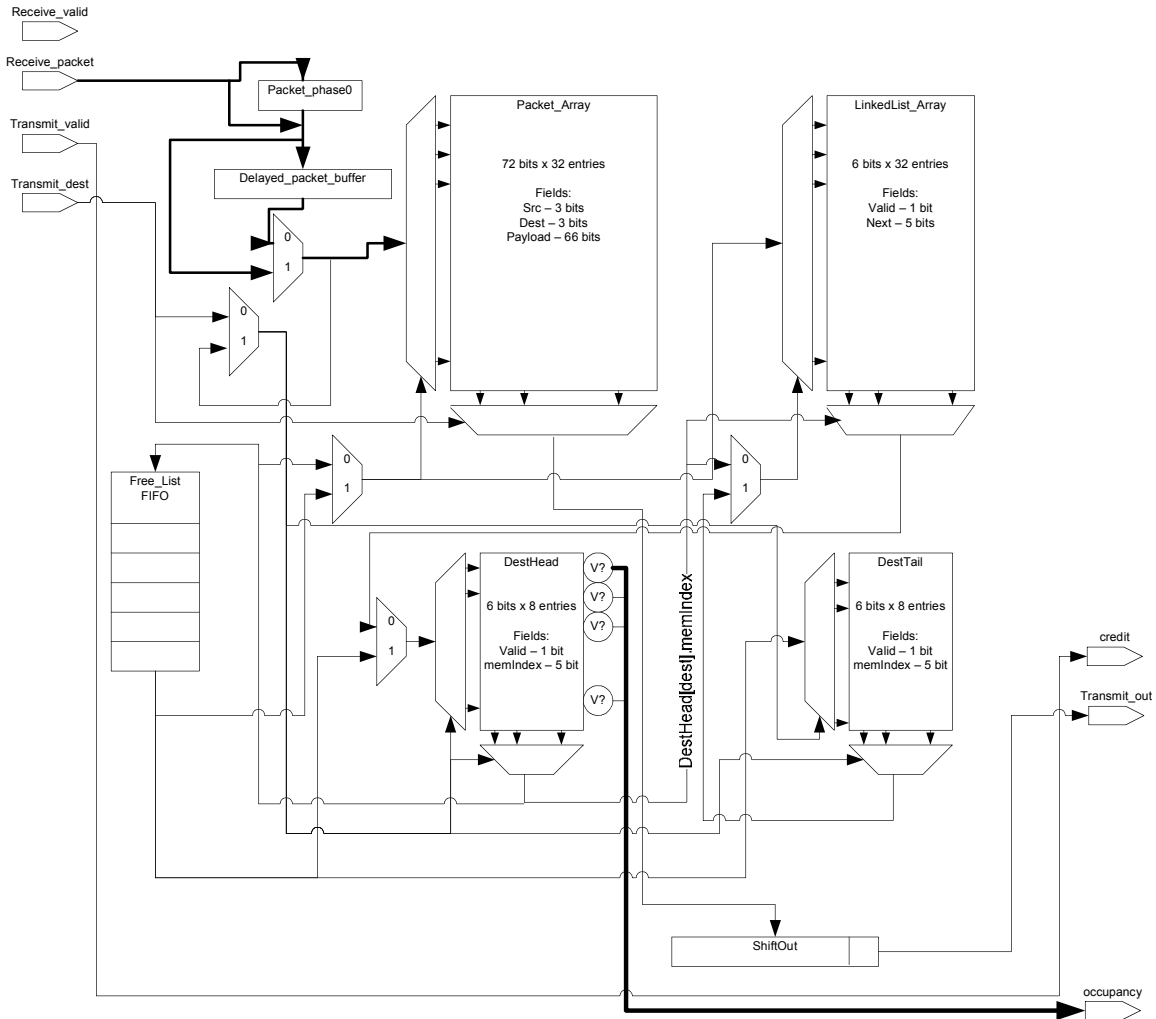 Receive_valid
Receive_packet
Packet_phase0
Transmit_valid
Delayed_packet_buffer
Transmit_dest
0
1
0
1
Packet_Array
72 bits x 32 entries
Fields:
Src – 3 bits
Dest – 3 bits
Payload – 66 bits
LinkedList_Array
6 bits x 32 entries
Fields:
Valid – 1 bit
Next – 5 bits
0
1
0
1
Free_List
FIFO
0
1
DestHead
6 bits x 8 entries
Fields:
Valid – 1 bit
memIndex – 5 bit
V?
V?
V?
V?
DestHead[dest].memIndex
DestTail
6 bits x 8 entries
Fields:
Valid – 1 bit
memIndex – 5 bit
credit
Transmit_out
ShiftOut
occupancy